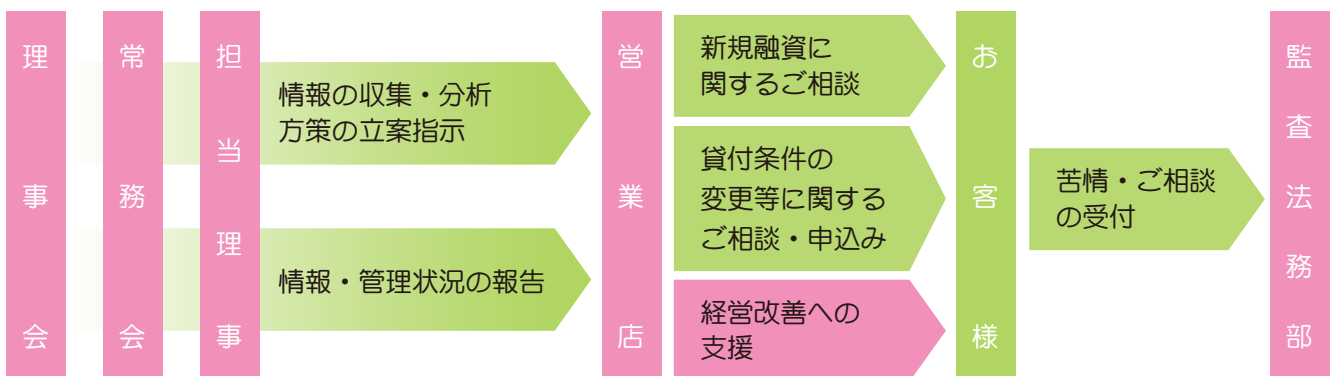 理事会
常務会
担当理事
情報の収集・分析
方策の立案指示
情報・管理状況の報告
営業店
新規融資に
関するご相談
貸付条件の
変更等に関する
ご相談・申込み
経営改善への
支援
お客様
苦情・ご相談
の受付
監査法務部